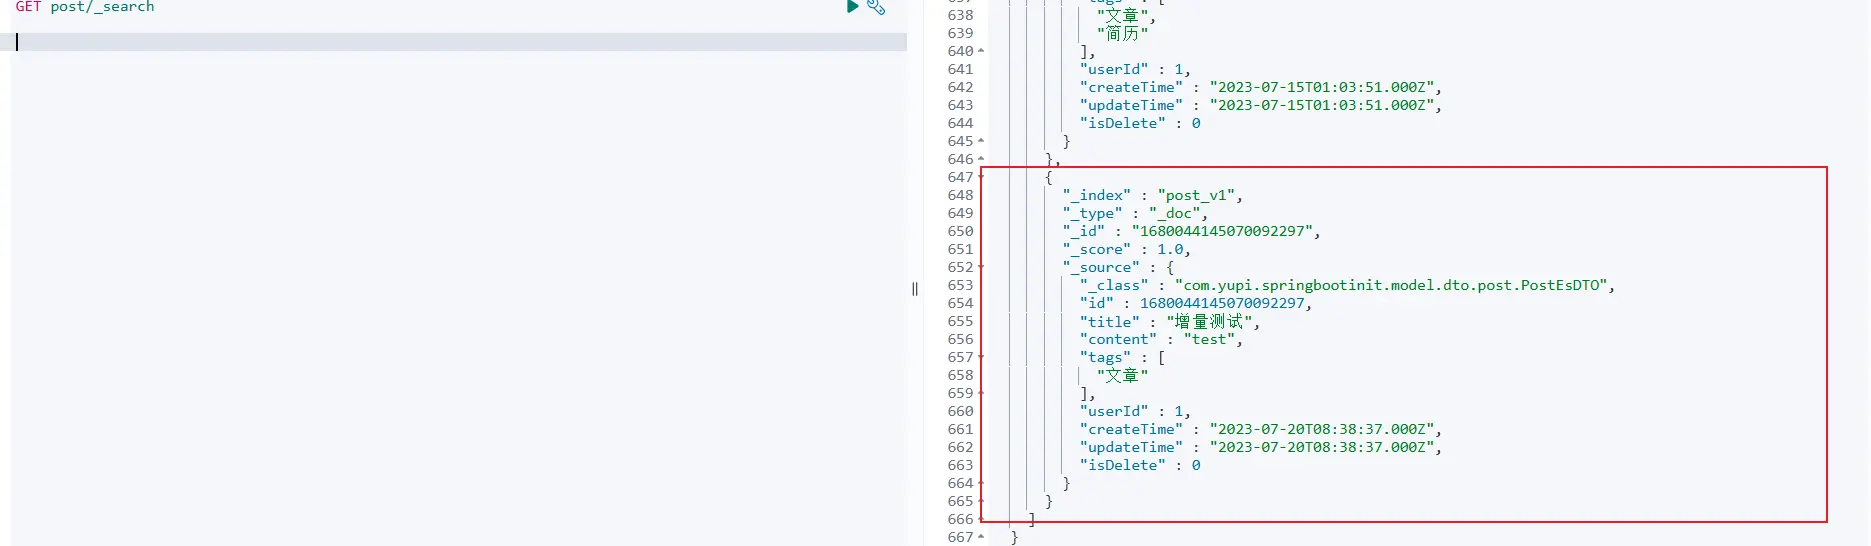 GET post/_search
638 "文章",
639 "简历"
640 ],
641 "userId" : 1,
642 "createTime" : "2023-07-15T01:03:51.000Z",
643 "updateTime" : "2023-07-15T01:03:51.000Z",
644 "isDelete" : 0
645 }
646 },
647 {
648 "_index" : "post_v1",
649 "_type" : "_doc",
650 "_id" : "1680044145070092297",
651 "_score" : 1.0,
652 "_source" : {
653 "_class" : "com.yupi.springbootinit.model.dto.post.PostEsDTO",
654 "id" : 1680044145070092297,
655 "title" : "增量测试",
656 "content" : "test",
657 "tags" : [
658 "文章"
659 ],
660 "userId" : 1,
661 "createTime" : "2023-07-20T08:38:37.000Z",
662 "updateTime" : "2023-07-20T08:38:37.000Z",
663 "isDelete" : 0
664 }
665 }
666 ]
667 }